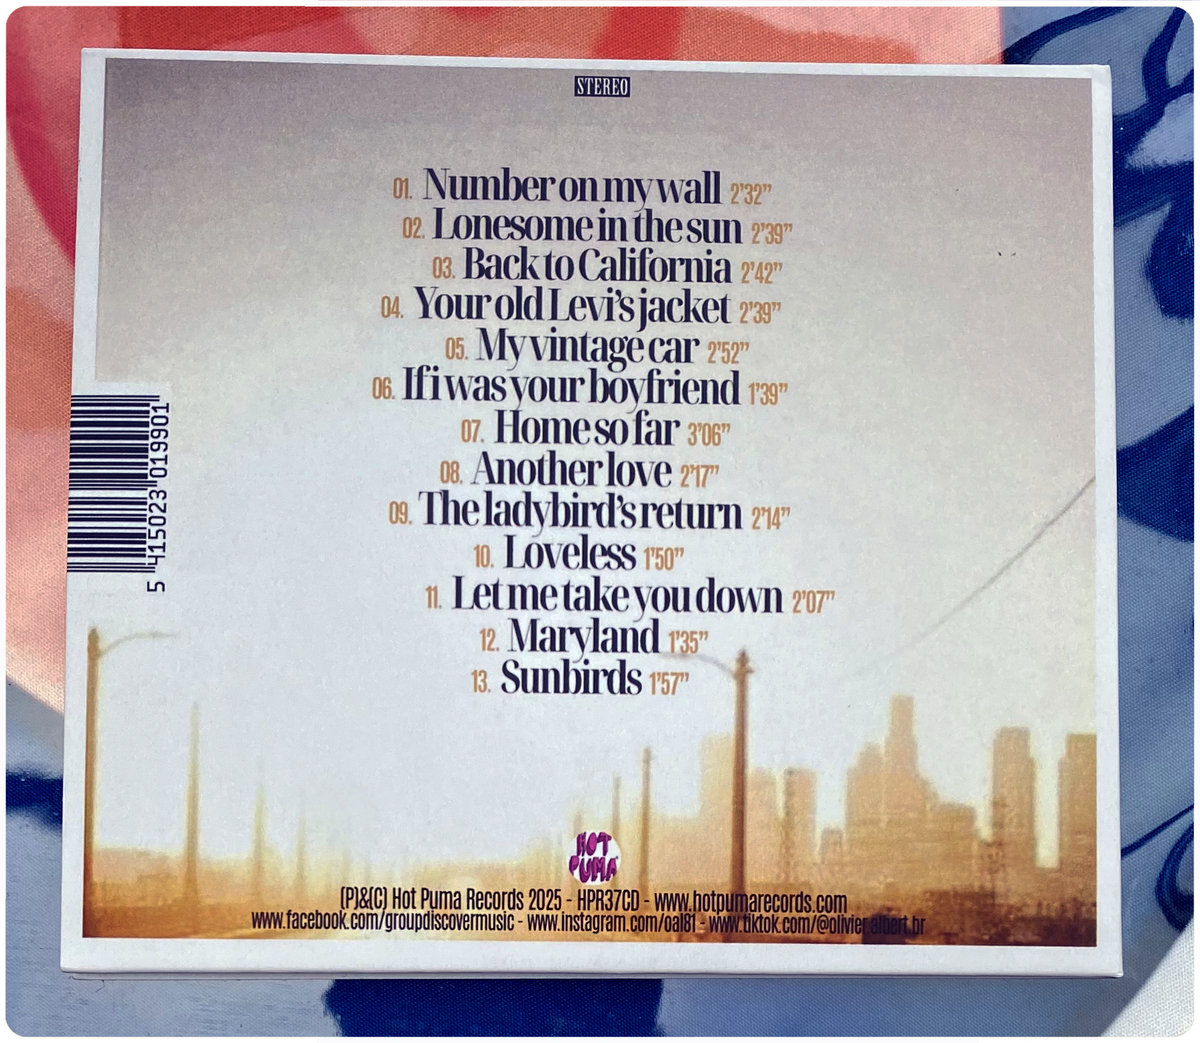 STEREO
01. Number on my wall 2'32"
02. Lonesome in the sun 2'39"
03. Back to California 2'42"
04. Your old Levi's jacket 2'39"
05. My vintage car 2'52"
06. If i was your boyfriend 1'39"
07. Home so far 3'06"
08. Another love 2'17"
09. The ladybird's return 2'14"
10. Loveless 1'50"
11. Let me take you down 2'07"
12. Maryland 1'35"
13. Sunbirds 1'57"
5 415023 019901
HOT
PUMA
(P)&(C) Hot Puma Records 2025 - HPR37CD - www.hotpumarecords.com
www.facebook.com/groupdiscovermusic - www.instagram.com/oal81 - www.tiktok.com/@olivier.albert.br